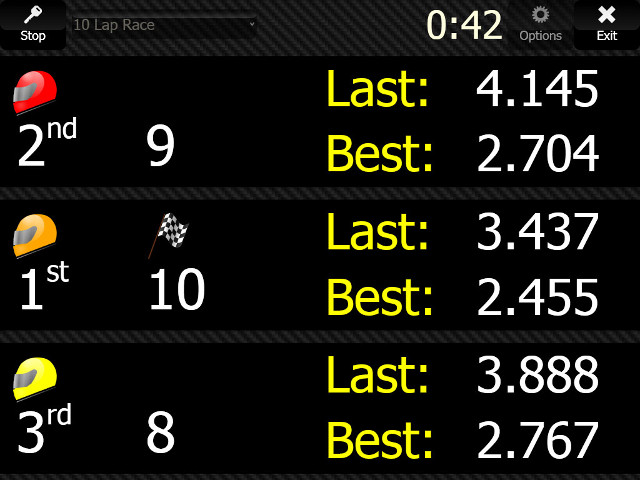 Stop
10 Lap Race
0:42
Options
Exit
Last: 4.145
2nd 9
Best: 2.704
Last: 3.437
1st 10
Best: 2.455
Last: 3.888
3rd 8
Best: 2.767